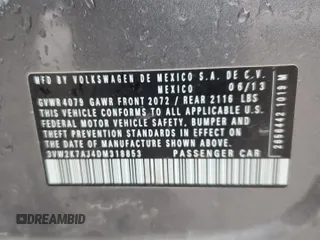 MFD. BY VOLKSWAGEN DE MEXICO S.A. DE C.V.
MEXICO 06/13
GVWR 4079 GAWR FRONT 2072 / REAR 2116 LBS
THIS VEHICLE CONFORMS TO ALL APPLICABLE U.S.
FEDERAL MOTOR VEHICLE SAFETY, BUMPER AND THEFT
PREVENTION STANDARDS IN EFFECT ON THE DATE OF
MANUFACTURE SHOWN ABOVE.
3VW2K7AJ4DM318853 PASSENGER CAR
1019 M
DREAMBID